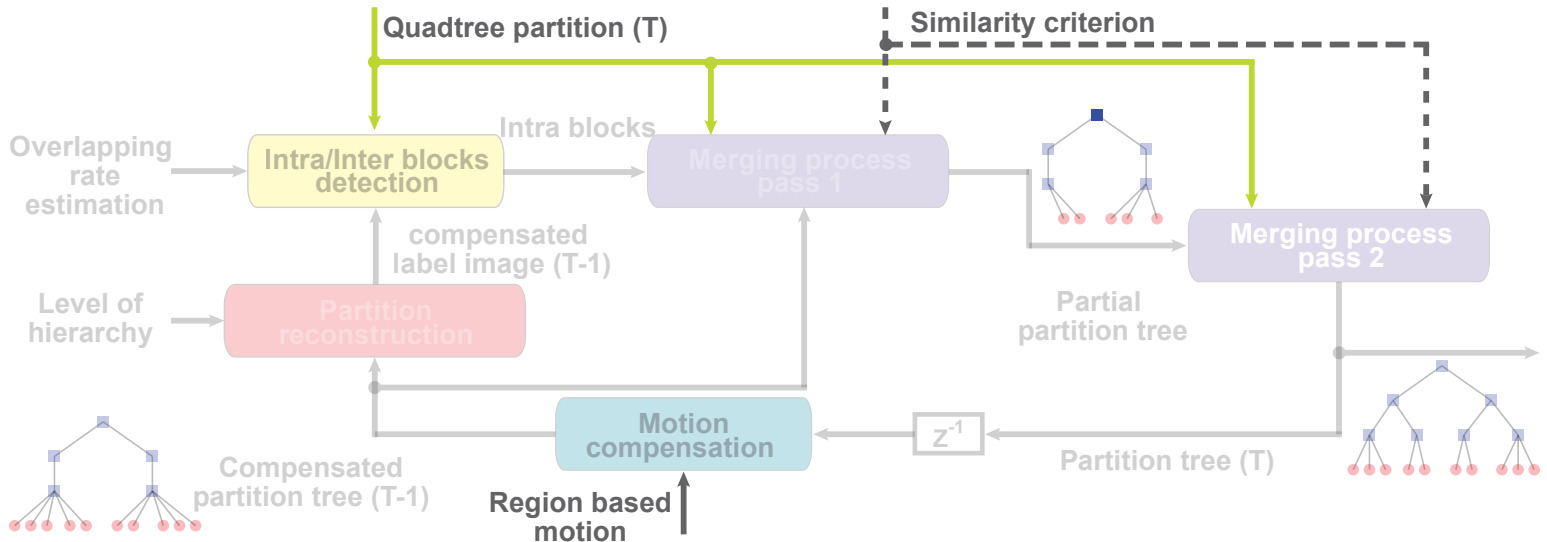 Quadtree partition (T)
Similarity criterion
Overlapping
rate
estimation
Intra/Inter blocks
detection
Intra blocks
Merging process
pass 1
Merging process
pass 2
compensated
label image (T-1)
Level of
hierarchy
Partition
reconstruction
Partial
partition tree
Motion
compensation
Z⁻¹
Partition tree (T)
Compensated
partition tree (T-1)
Region based
motion